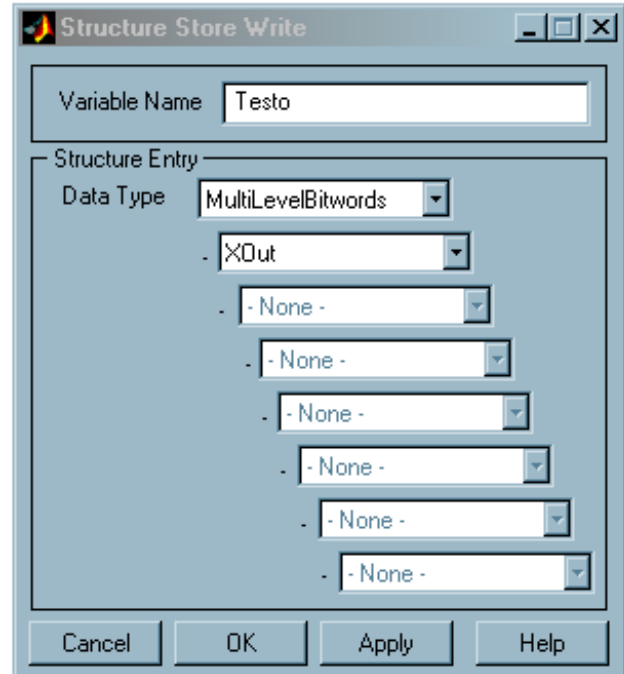 Structure Store Write
Variable Name Testo
Structure Entry
Data Type MultiLevelBitwords
. XOut
. - None -
. - None -
. - None -
. - None -
. - None -
. - None -
Cancel OK Apply Help